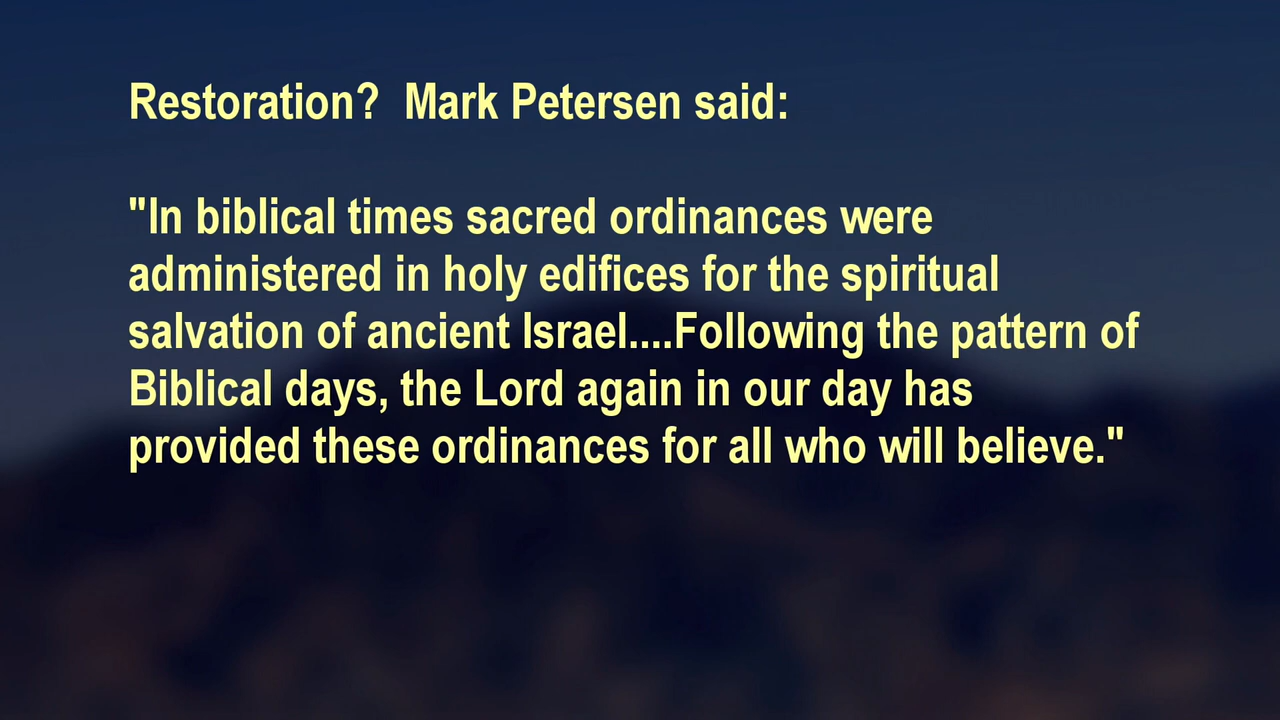 Restoration?  Mark Petersen said:
"In biblical times sacred ordinances were
administered in holy edifices for the spiritual
salvation of ancient Israel....Following the pattern of
Biblical days, the Lord again in our day has
provided these ordinances for all who will believe."